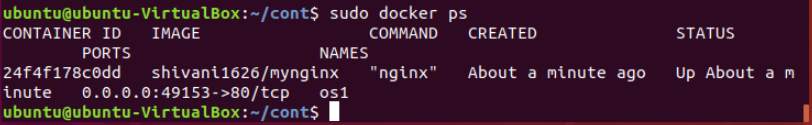 ubuntu@ubuntu-VirtualBox:~/cont$ sudo docker ps
CONTAINER ID   IMAGE                 COMMAND   CREATED              STATUS
        PORTS                   NAMES
24f4f178c0dd   shivani1626/mynginx   "nginx"   About a minute ago   Up About a m
inute   0.0.0.0:49153->80/tcp   os1
ubuntu@ubuntu-VirtualBox:~/cont$